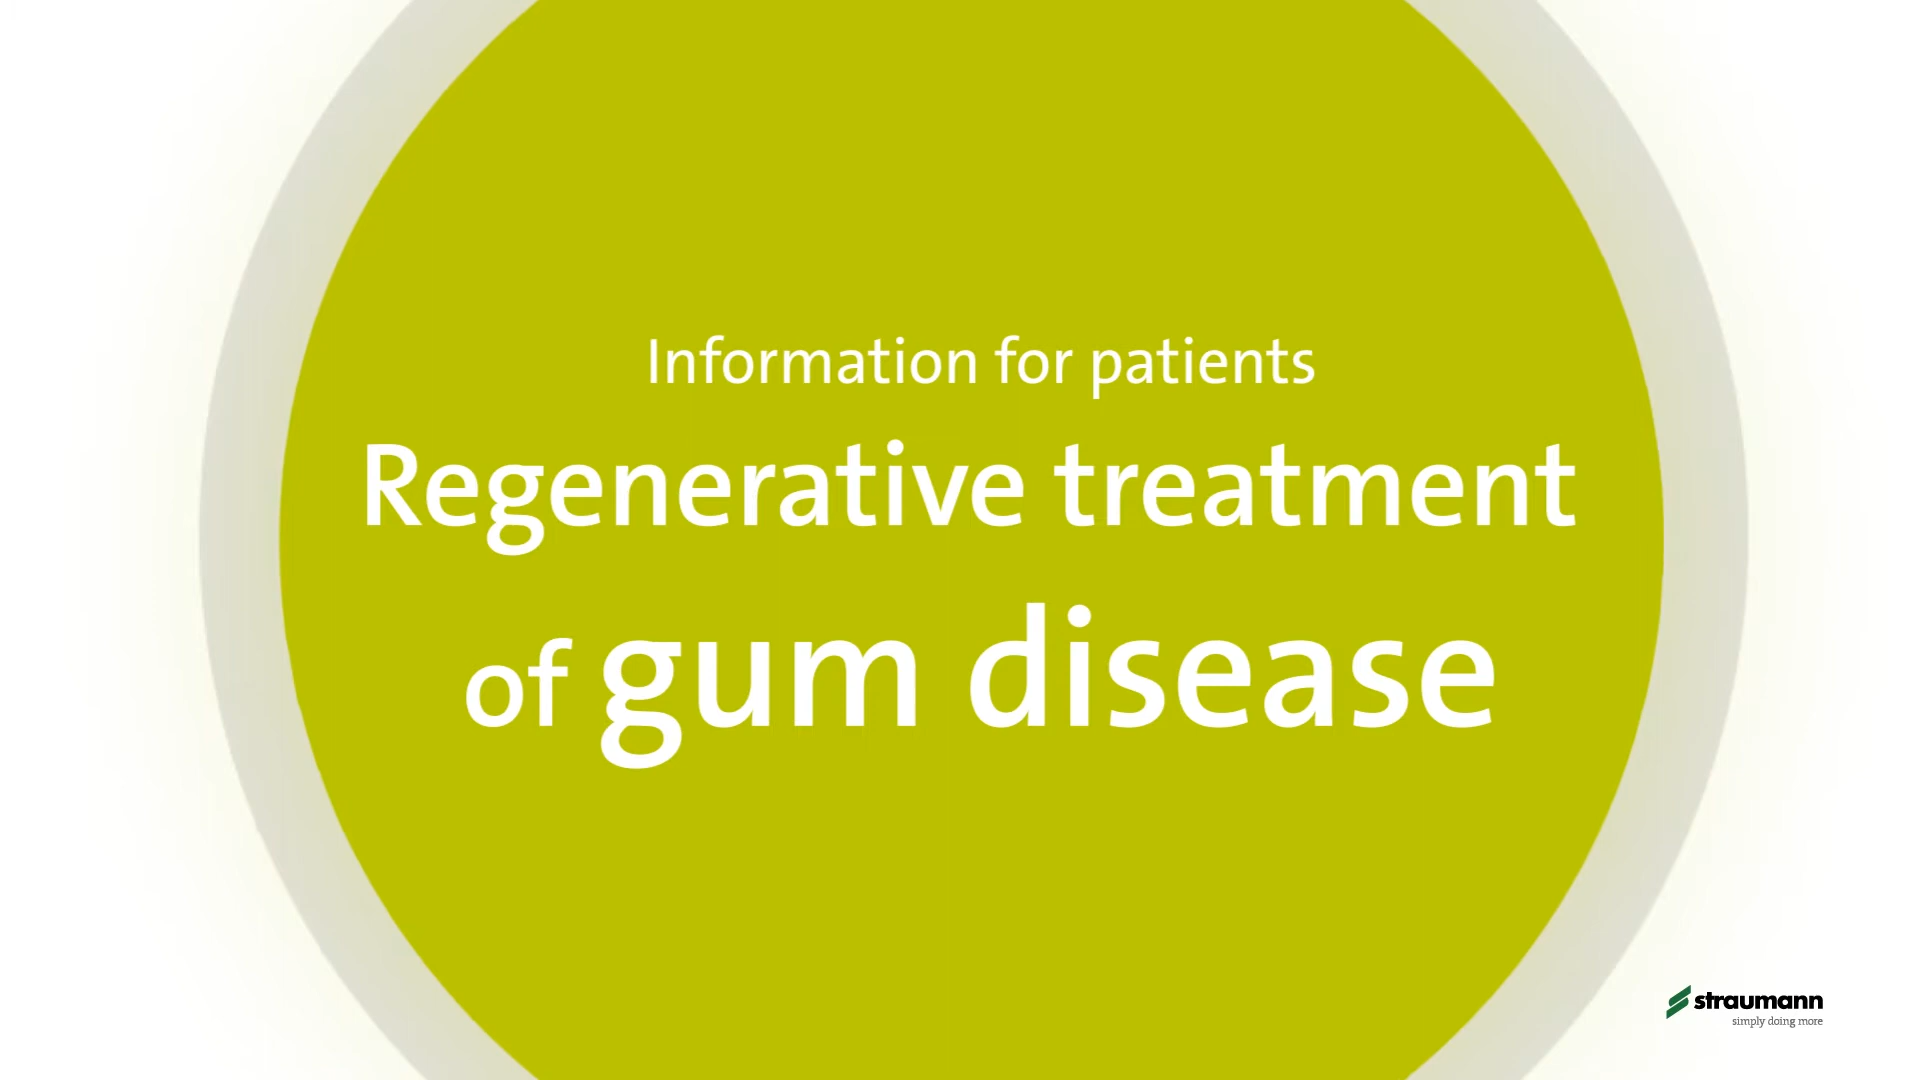 Information for patients
Regenerative treatment
of gum disease
straumann
simply doing more